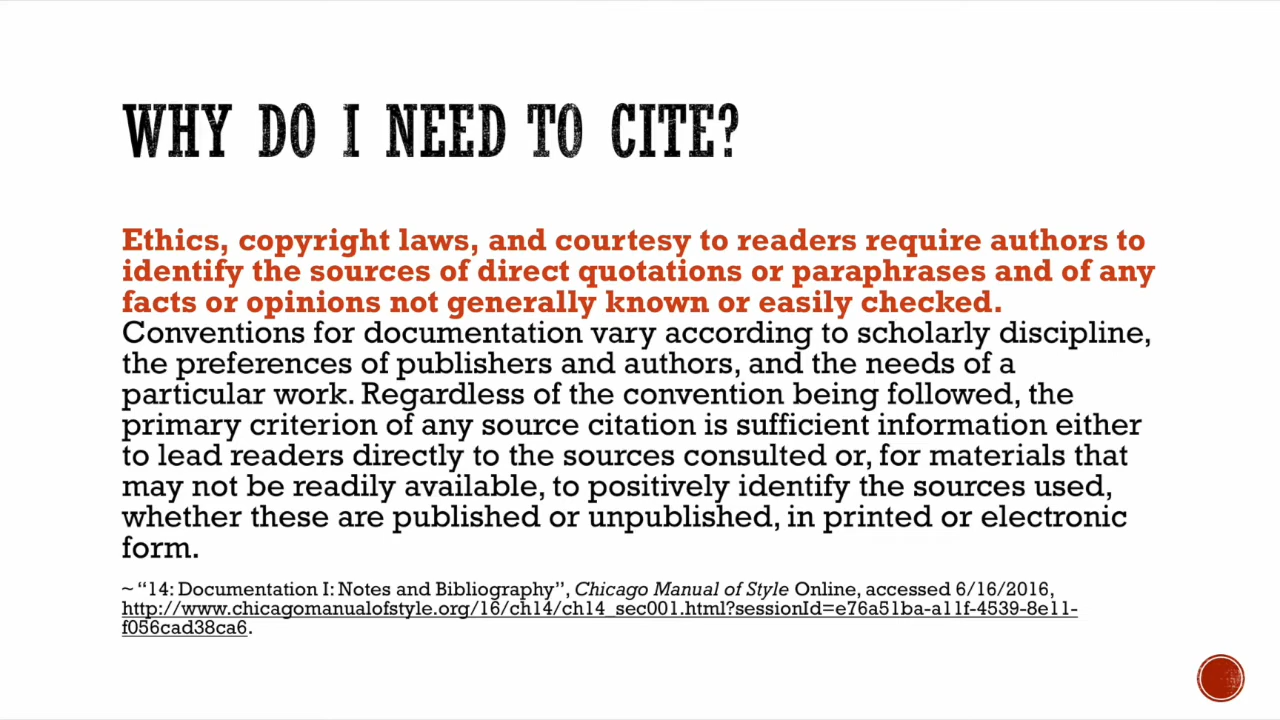 WHY DO I NEED TO CITE?
Ethics, copyright laws, and courtesy to readers require authors to
identify the sources of direct quotations or paraphrases and of any
facts or opinions not generally known or easily checked.
Conventions for documentation vary according to scholarly discipline,
the preferences of publishers and authors, and the needs of a
particular work. Regardless of the convention being followed, the
primary criterion of any source citation is sufficient information either
to lead readers directly to the sources consulted or, for materials that
may not be readily available, to positively identify the sources used,
whether these are published or unpublished, in printed or electronic
form.
~ “14: Documentation I: Notes and Bibliography”, Chicago Manual of Style Online, accessed 6/16/2016,
http://www.chicagomanualofstyle.org/16/ch14/ch14_sec001.html?sessionId=e76a51ba-a11f-4539-8e11-
f056cad38ca6.